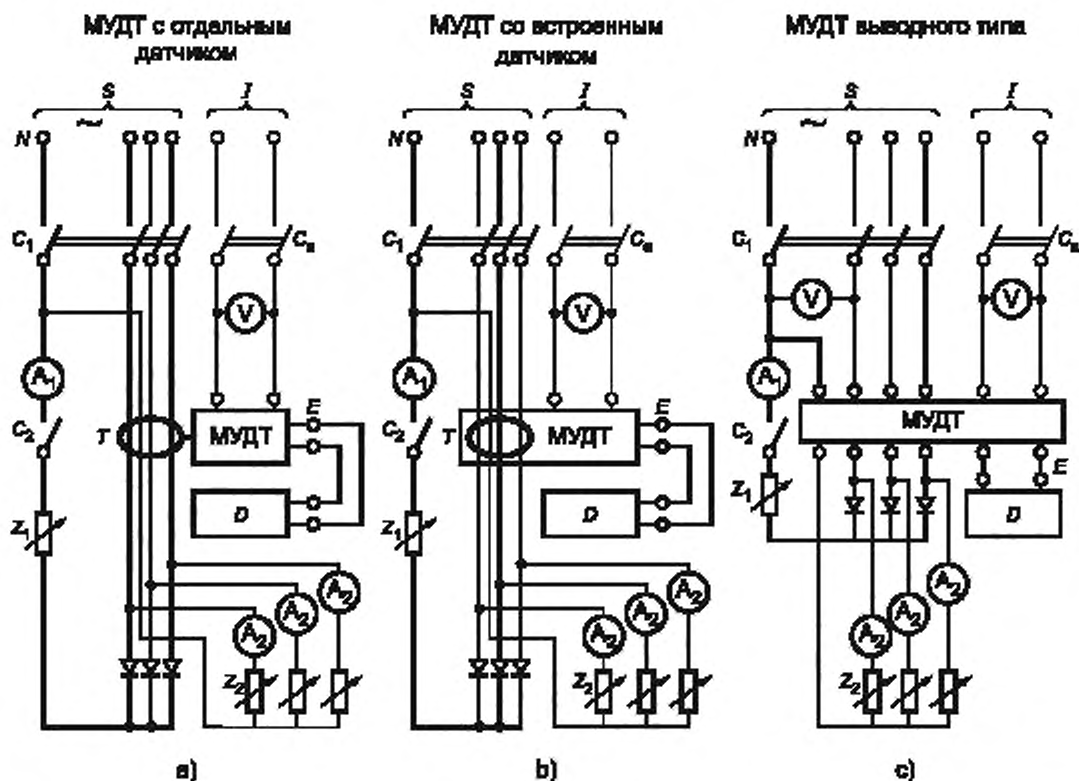 МУДТ с отдальным
датчиком
МУДТ со встроенным
датчиком
МУДТ выводного типа
S I
S I
S I
N
N
N
C₁ Cₐ
C₁ Cₐ
C₁ Cₐ
V
V
V V
A₁
A₁
A₁
C₂ T МУДТ E
C₂ T МУДТ E
C₂ МУДТ
E
D
D
D
Z₁
Z₁
Z₁
A₂ A₂ A₂
A₂ A₂ A₂
A₂ A₂ A₂
Z₂
Z₂
Z₂
a) b) c)